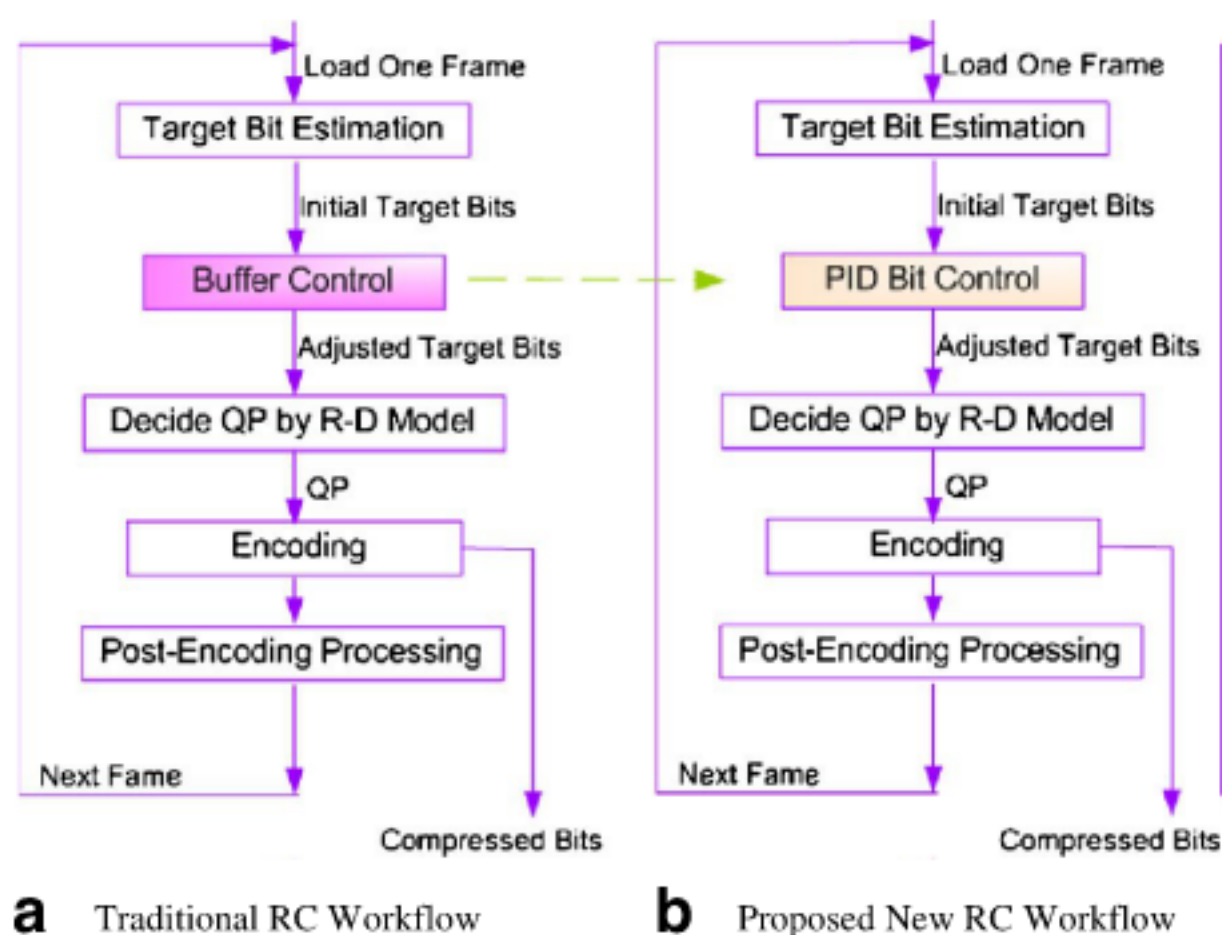 Load One Frame
Target Bit Estimation
Initial Target Bits
Buffer Control
Adjusted Target Bits
Decide QP by R-D Model
QP
Encoding
Post-Encoding Processing
Next Fame
Compressed Bits
a Traditional RC Workflow
Load One Frame
Target Bit Estimation
Initial Target Bits
PID Bit Control
Adjusted Target Bits
Decide QP by R-D Model
QP
Encoding
Post-Encoding Processing
Next Fame
Compressed Bits
b Proposed New RC Workflow